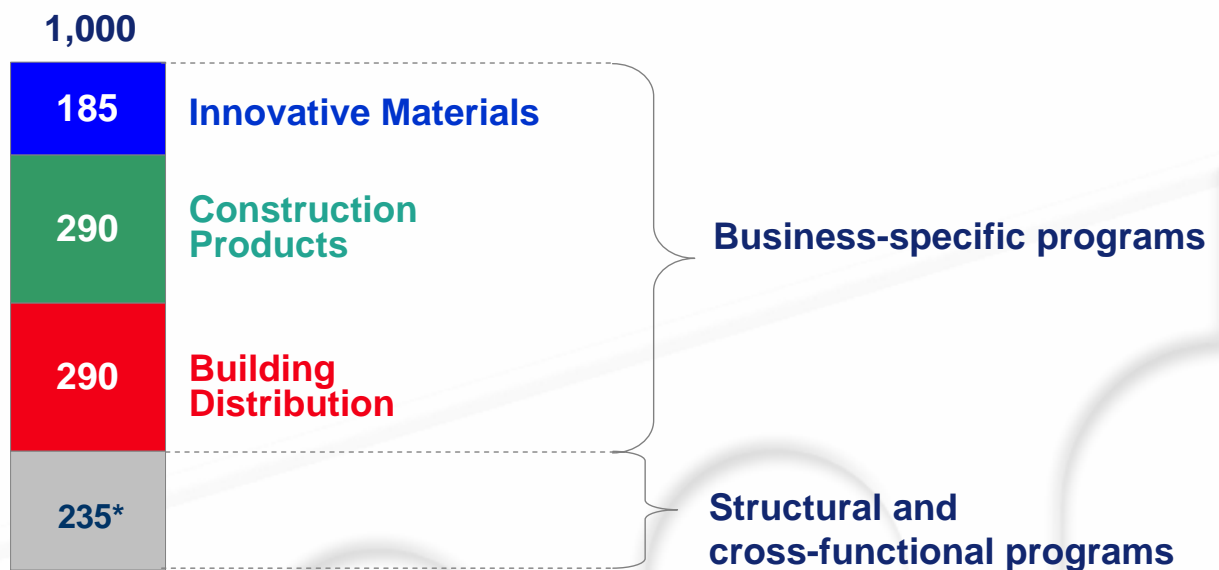 1,000
185
Innovative Materials
290
Construction
Products
Business-specific programs
290
Building
Distribution
235*
Structural and
cross-functional programs